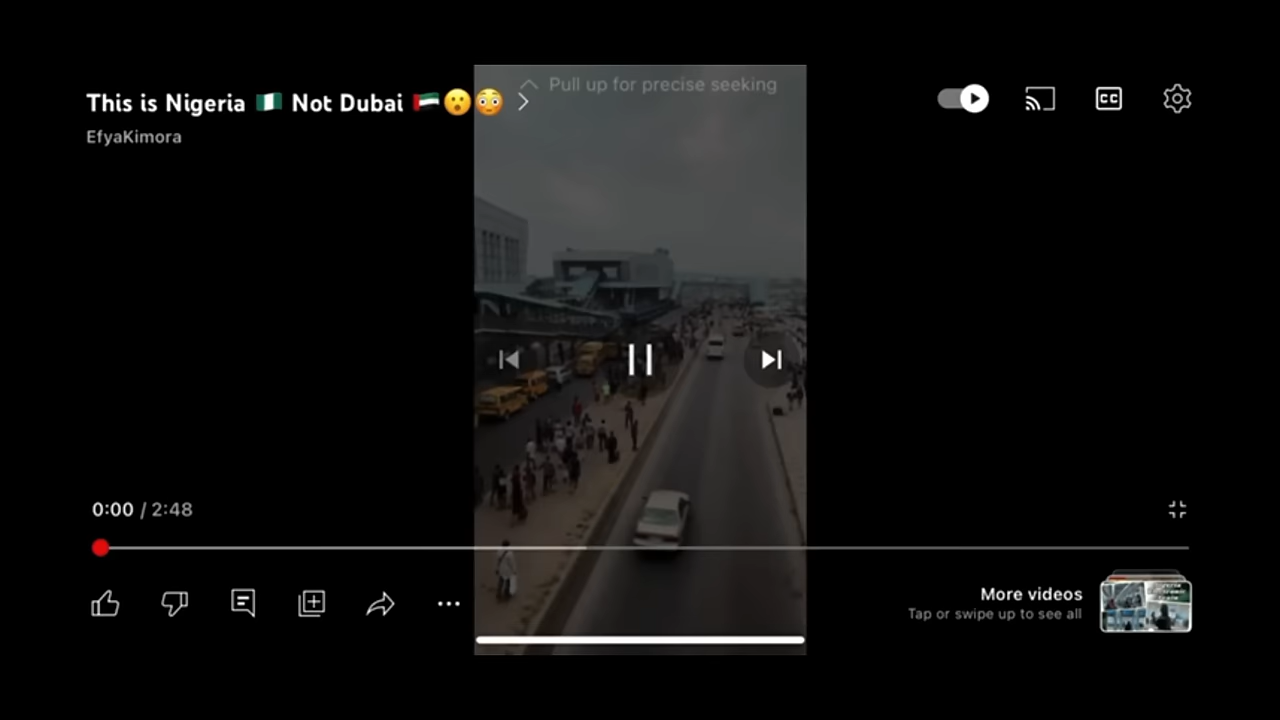 Pull up for precise seeking
This is Nigeria 🇳🇬 Not Dubai 🇦🇪😮😳
EfyaKimora
CC
0:00 / 2:48
More videos
Tap or swipe up to see all